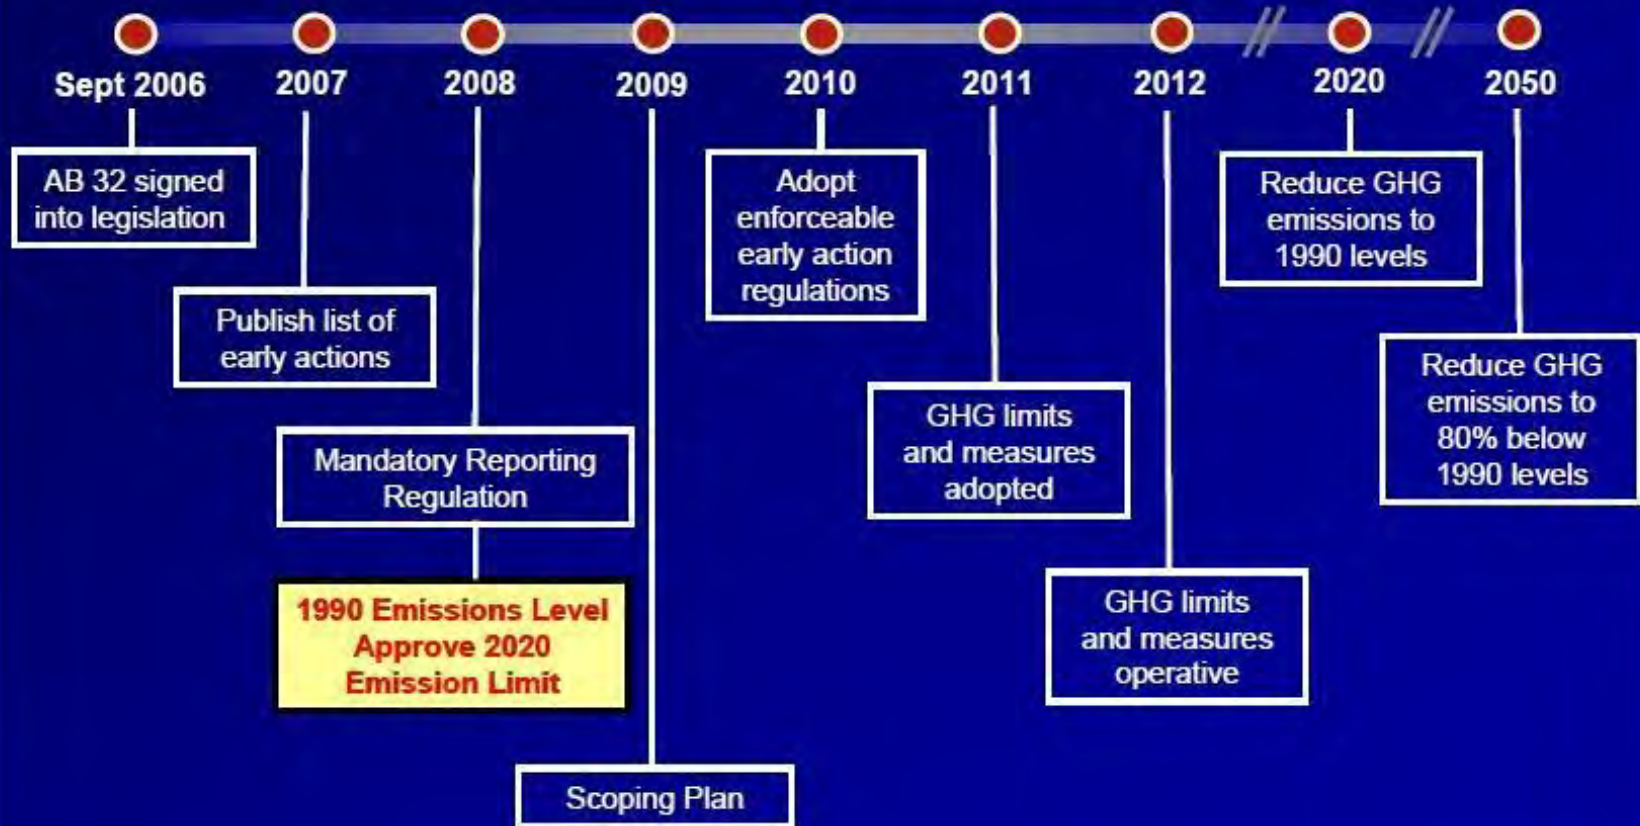 Sept 2006
2007
2008
2009
2010
2011
2012
2020
2050
AB 32 signed
into legislation
Publish list of
early actions
Mandatory Reporting
Regulation
1990 Emissions Level
Approve 2020
Emission Limit
Scoping Plan
Adopt
enforceable
early action
regulations
GHG limits
and measures
adopted
GHG limits
and measures
operative
Reduce GHG
emissions to
1990 levels
Reduce GHG
emissions to
80% below
1990 levels